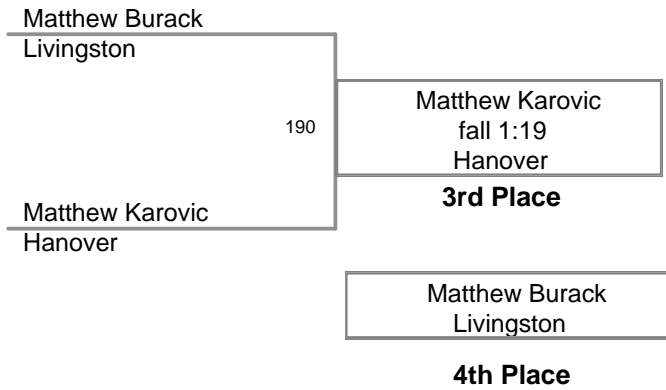 Matthew Burack
Livingston
190
Matthew Karovic
fall 1:19
Hanover
3rd Place
Matthew Karovic
Hanover
Matthew Burack
Livingston
4th Place